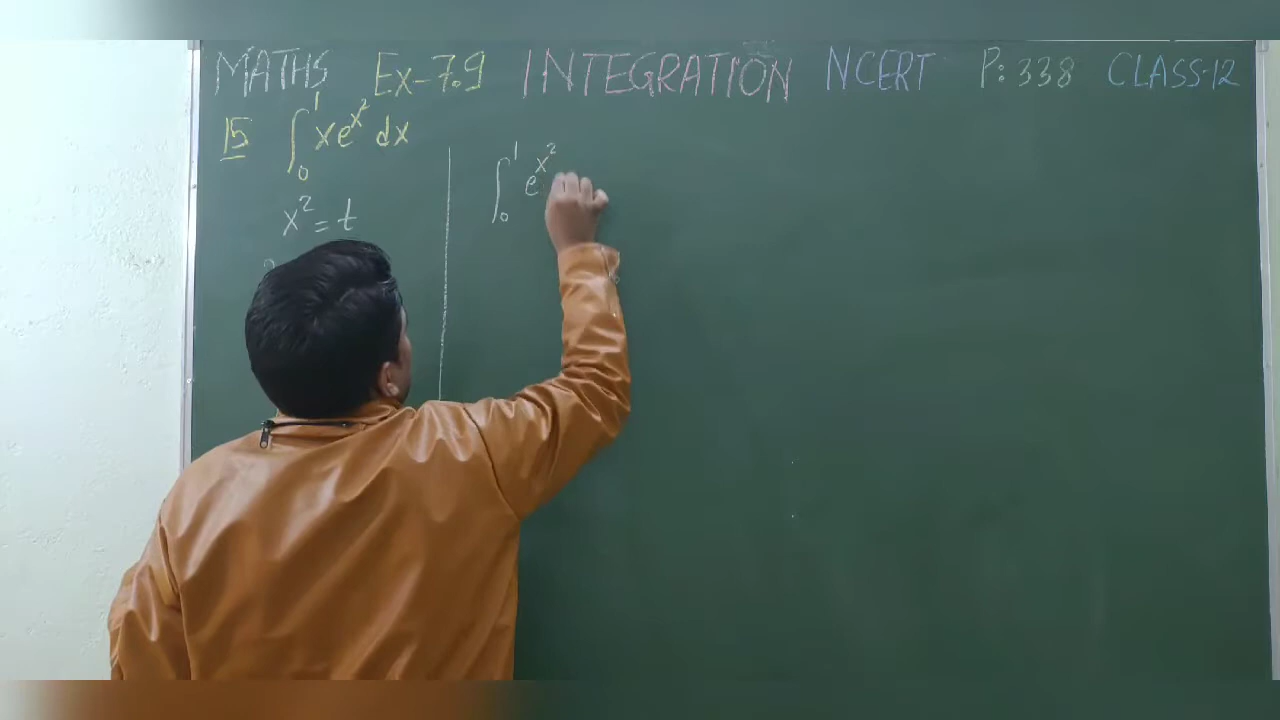 MATHS Ex-7.9 INTEGRATION NCERT P: 338 CLASS-12
15 ∫₀¹ xe^x² dx
∫₀¹ e^x²
x² = t